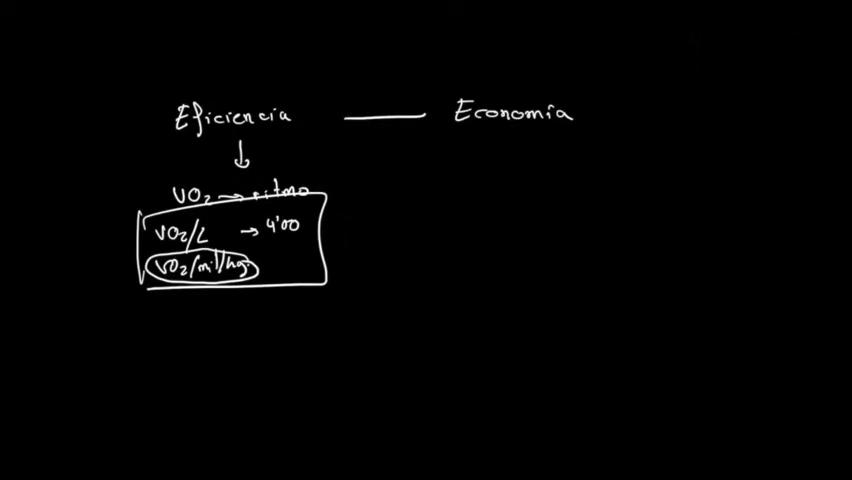 Eficiencia — Economía
↓
VO₂ → ritmo
VO₂/L → 4'00
VO₂/ml/kg